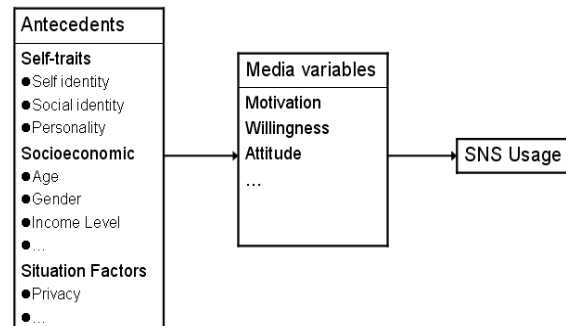 Antecedents
Self-traits
●Self identity
●Social identity
●Personality
Socioeconomic
●Age
●Gender
●Income Level
●...
Situation Factors
●Privacy
●...
Media variables
Motivation
Willingness
Attitude
...
SNS Usage